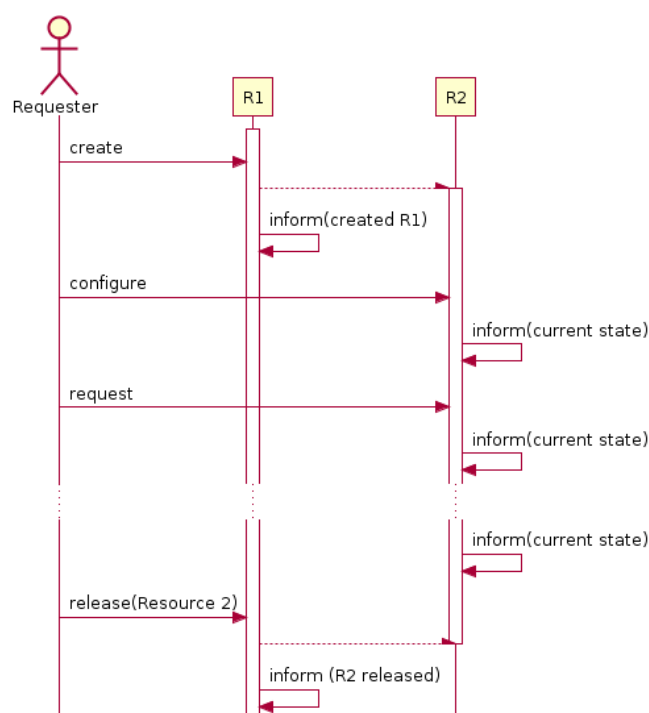 Requester
R1
R2
create
inform(created R1)
configure
inform(current state)
request
inform(current state)
inform(current state)
release(Resource 2)
inform (R2 released)